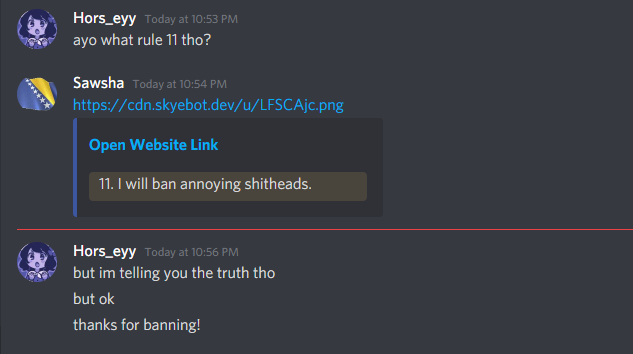 Hors_eyy Today at 10:53 PM
ayo what rule 11 tho?
Sawsha Today at 10:54 PM
https://cdn.skyebot.dev/u/LFSCAjc.png
Open Website Link
11. I will ban annoying shitheads.
Hors_eyy Today at 10:56 PM
but im telling you the truth tho
but ok
thanks for banning!